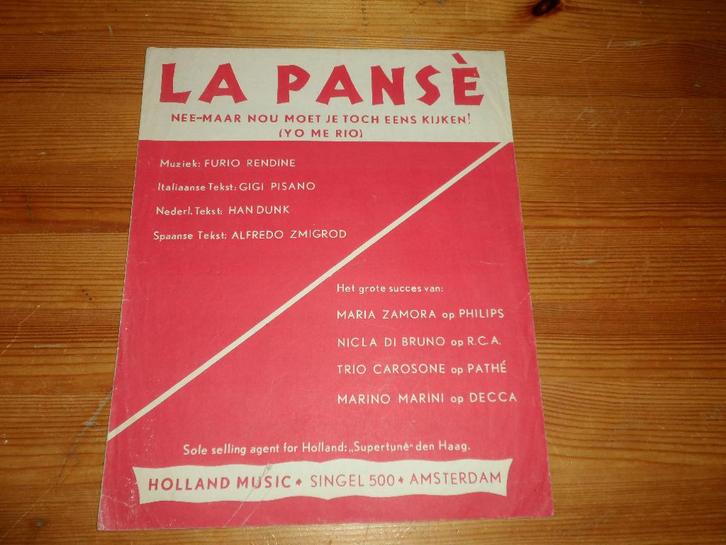 LA PANSÈ
NEE-MAAR NOU MOET JE TOCH EENS KIJKEN!
(YO ME RIO)
Muziek: FURIO RENDINE
Italiaanse Tekst: GIGI PISANO
Nederl. Tekst: HAN DUNK
Spaanse Tekst: ALFREDO ZMIGROD
Het grote succes van:
MARIA ZAMORA op PHILIPS
NICLA DI BRUNO op R.C.A.
TRIO CAROSONE op PATHÉ
MARINO MARINI op DECCA
Sole selling agent for Holland: „Supertune" den Haag.
HOLLAND MUSIC • SINGEL 500 • AMSTERDAM